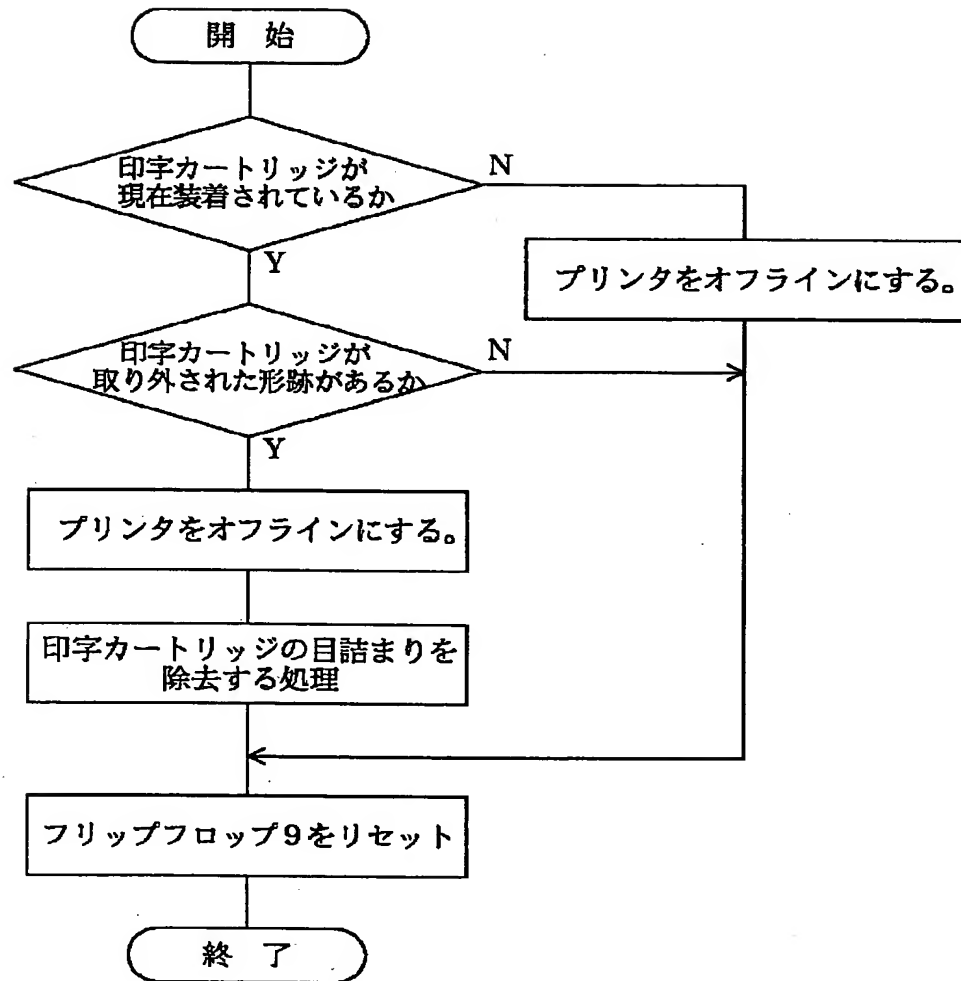 開 始
印字カートリッジが
現在装着されているか
N
Y
プリンタをオフラインにする。
印字カートリッジが
取り外された形跡があるか
N
Y
プリンタをオフラインにする。
印字カートリッジの目詰まりを
除去する処理
フリップフロップ9をリセット
終 了